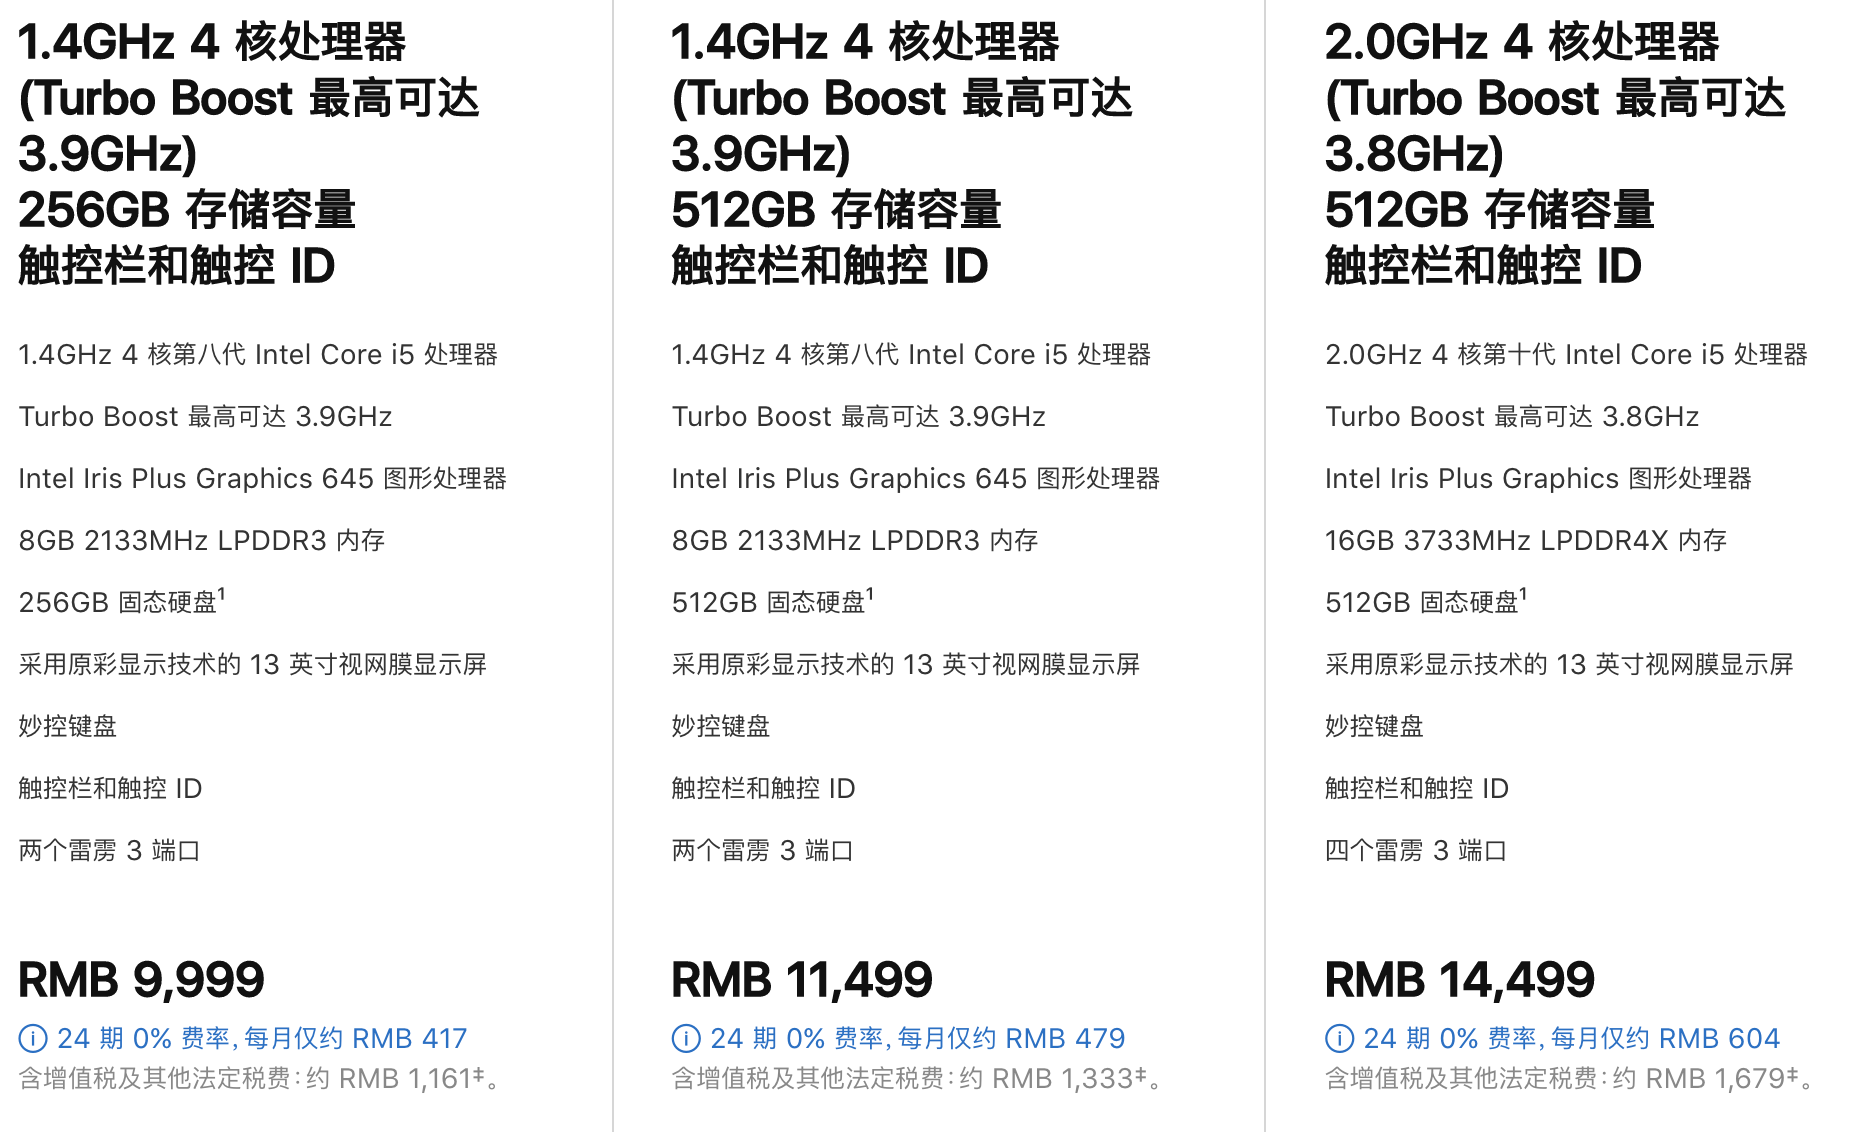 1.4GHz 4 核处理器
(Turbo Boost 最高可达
3.9GHz)
256GB 存储容量
触控栏和触控 ID
1.4GHz 4 核第八代 Intel Core i5 处理器
Turbo Boost 最高可达 3.9GHz
Intel Iris Plus Graphics 645 图形处理器
8GB 2133MHz LPDDR3 内存
256GB 固态硬盘¹
采用原彩显示技术的 13 英寸视网膜显示屏
妙控键盘
触控栏和触控 ID
两个雷雳 3 端口
RMB 9,999
24 期 0% 费率,每月仅约 RMB 417
含增值税及其他法定税费:约 RMB 1,161‡。
1.4GHz 4 核处理器
(Turbo Boost 最高可达
3.9GHz)
512GB 存储容量
触控栏和触控 ID
1.4GHz 4 核第八代 Intel Core i5 处理器
Turbo Boost 最高可达 3.9GHz
Intel Iris Plus Graphics 645 图形处理器
8GB 2133MHz LPDDR3 内存
512GB 固态硬盘¹
采用原彩显示技术的 13 英寸视网膜显示屏
妙控键盘
触控栏和触控 ID
两个雷雳 3 端口
RMB 11,499
24 期 0% 费率,每月仅约 RMB 479
含增值税及其他法定税费:约 RMB 1,333‡。
2.0GHz 4 核处理器
(Turbo Boost 最高可达
3.8GHz)
512GB 存储容量
触控栏和触控 ID
2.0GHz 4 核第十代 Intel Core i5 处理器
Turbo Boost 最高可达 3.8GHz
Intel Iris Plus Graphics 图形处理器
16GB 3733MHz LPDDR4X 内存
512GB 固态硬盘¹
采用原彩显示技术的 13 英寸视网膜显示屏
妙控键盘
触控栏和触控 ID
四个雷雳 3 端口
RMB 14,499
24 期 0% 费率,每月仅约 RMB 604
含增值税及其他法定税费:约 RMB 1,679‡。